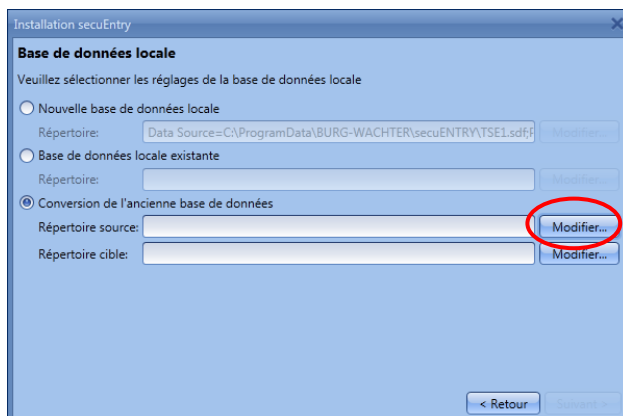 Installation secuEntry
Base de données locale
Veuillez sélectionner les réglages de la base de données locale
Nouvelle base de données locale
Répertoire: Data Source=C:\ProgramData\BURG-WACHTER\secuENTRY\TSE1.sdf;F Modifier...
Base de données locale existante
Répertoire: Modifier...
Conversion de l'ancienne base de données
Répertoire source: Modifier...
Répertoire cible: Modifier...
< Retour Suivant >